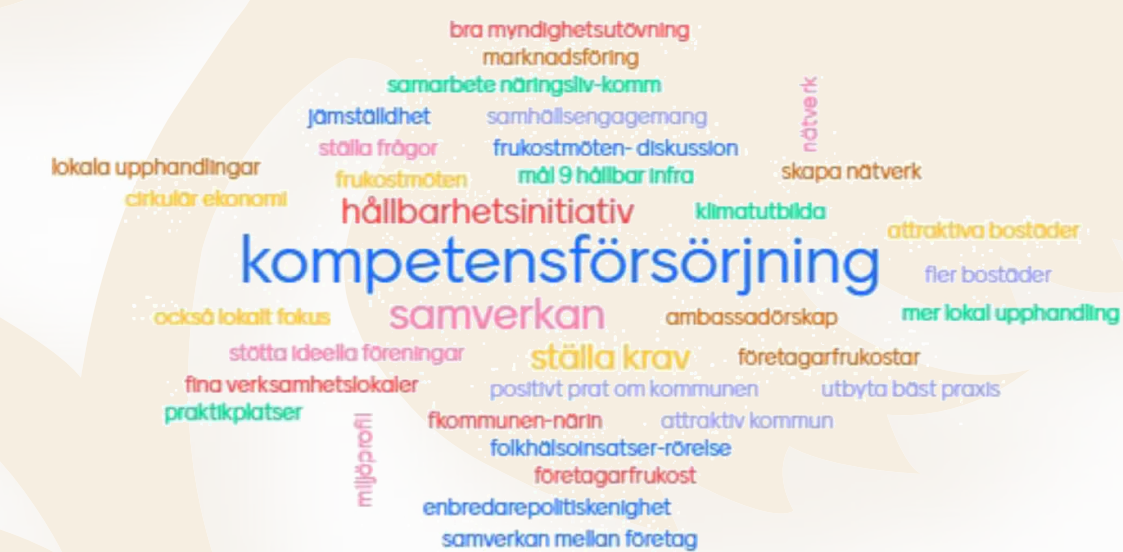 bra myndighetsutövning
marknadsföring
samarbete näringsliv-komm
nätverk
jämställdhet
samhällsengagemang
ställa frågor
frukostmöten- diskussion
lokala upphandlingar
frukostmöten
mål 9 hållbar infra
skapa nätverk
cirkulär ekonomi
hållbarhetsinitiativ
klimatutbilda
attraktiva bostäder
kompetensförsörjning
fler bostäder
också lokalt fokus
samverkan
ambassadörskap
mer lokal upphandling
stötta ideella föreningar
ställa krav
företagarfrukostar
fina verksamhetslokaler
positivt prat om kommunen
utbyta bäst praxis
praktikplatser
miljöprofil
fkommunen-närin
attraktiv kommun
folkhälsoinsatser-rörelse
företagarfrukost
enbredarepolitiskenighet
samverkan mellan företag